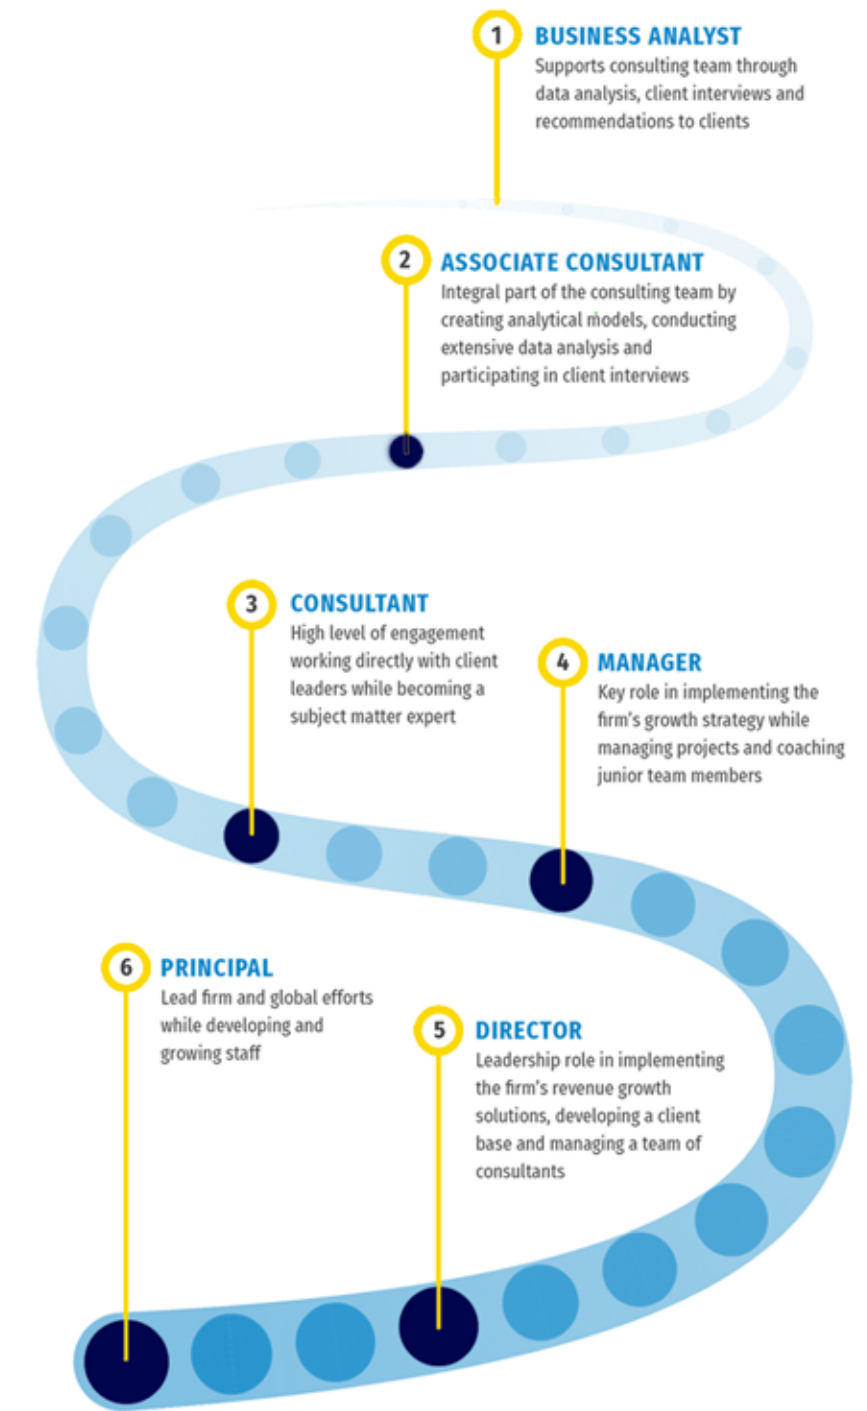 1
BUSINESS ANALYST
Supports consulting team through
data analysis, client interviews and
recommendations to clients
2
ASSOCIATE CONSULTANT
Integral part of the consulting team by
creating analytical models, conducting
extensive data analysis and
participating in client interviews
3
CONSULTANT
High level of engagement
working directly with client
leaders while becoming a
subject matter expert
4
MANAGER
Key role in implementing the
firm's growth strategy while
managing projects and coaching
junior team members
5
DIRECTOR
Leadership role in implementing
the firm's revenue growth
solutions, developing a client
base and managing a team of
consultants
6
PRINCIPAL
Lead firm and global efforts
while developing and
growing staff